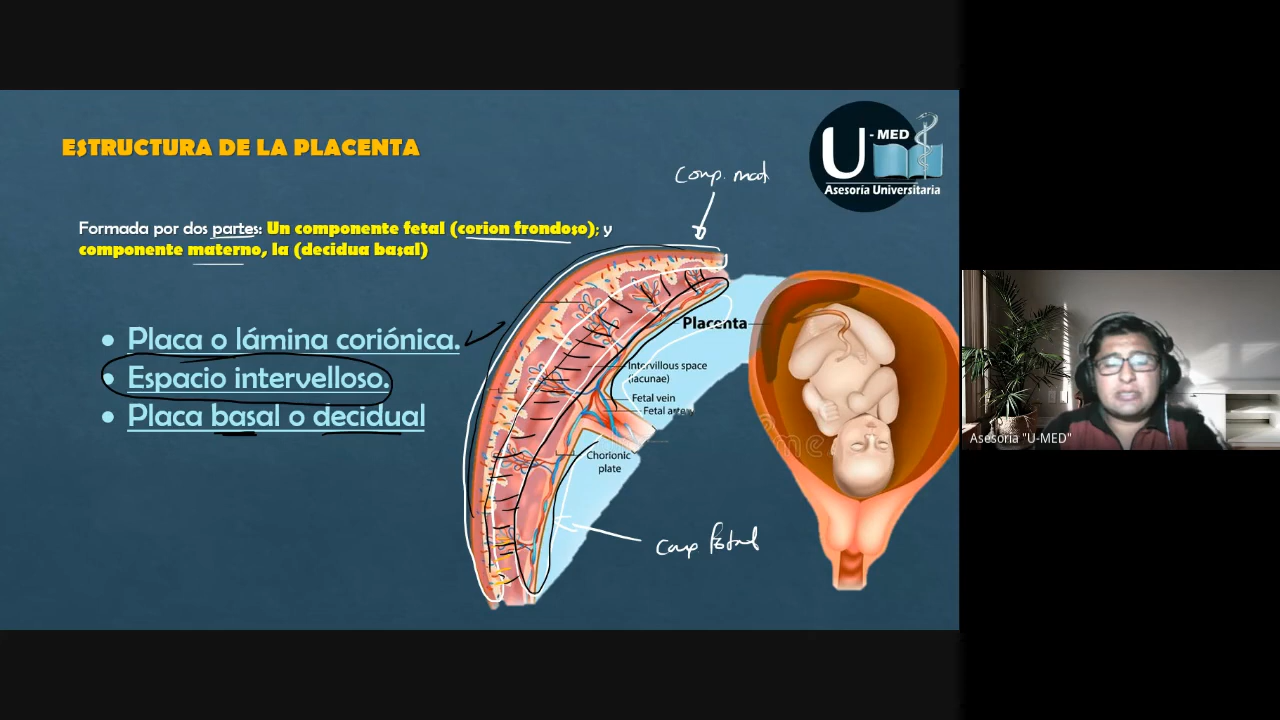 ESTRUCTURA DE LA PLACENTA
U-MED
Asesoría Universitaria
Comp. mat
Formada por dos partes: Un componente fetal (corion frondoso); y
componente materno, la (decidua basal)
• Placa o lámina coriónica.
• Espacio intervelloso.
• Placa basal o decidual
Placenta
Intervillous space
(lacunae)
Fetal vein
Fetal artery
Chorionic
plate
Comp fetal
Asesoria "U-MED"